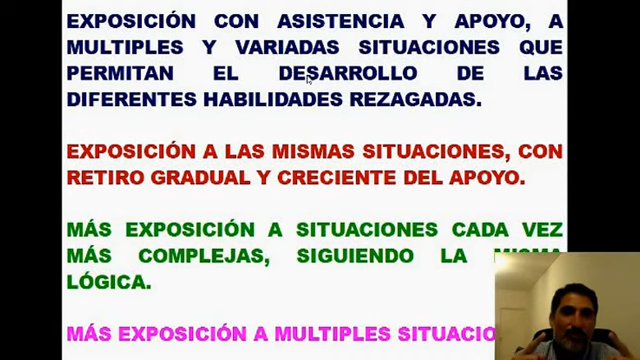 EXPOSICIÓN CON ASISTENCIA Y APOYO, A
MULTIPLES Y VARIADAS SITUACIONES QUE
PERMITAN EL DESARROLLO DE LAS
DIFERENTES HABILIDADES REZAGADAS.
EXPOSICIÓN A LAS MISMAS SITUACIONES, CON
RETIRO GRADUAL Y CRECIENTE DEL APOYO.
MÁS EXPOSICIÓN A SITUACIONES CADA VEZ
MÁS COMPLEJAS, SIGUIENDO LA MISMA
LÓGICA.
MÁS EXPOSICIÓN A MULTIPLES SITUACIO